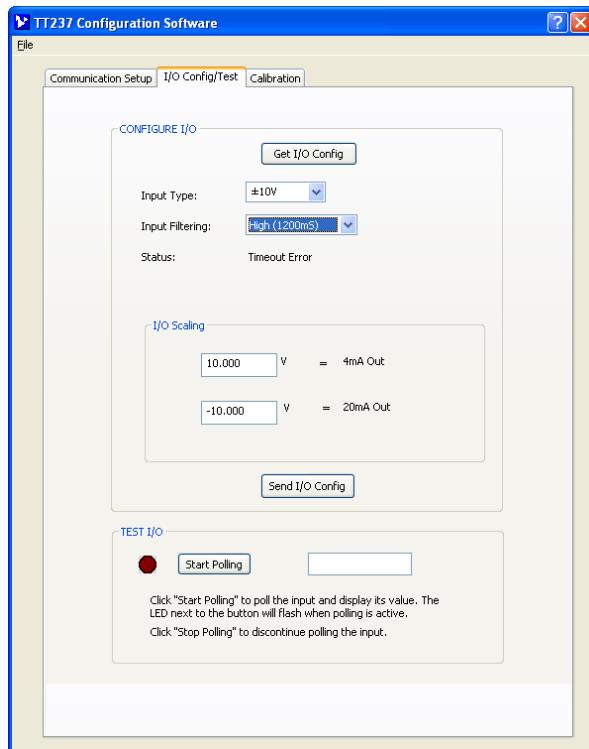 TT237 Configuration Software
File
Communication Setup I/O Config/Test Calibration
CONFIGURE I/O
Get I/O Config
Input Type: ±10V
Input Filtering: High (1200mS)
Status: Timeout Error
I/O Scaling
10.000 V = 4mA Out
-10.000 V = 20mA Out
Send I/O Config
TEST I/O
Start Polling
Click "Start Polling" to poll the input and display its value. The
LED next to the button will flash when polling is active.
Click "Stop Polling" to discontinue polling the input.